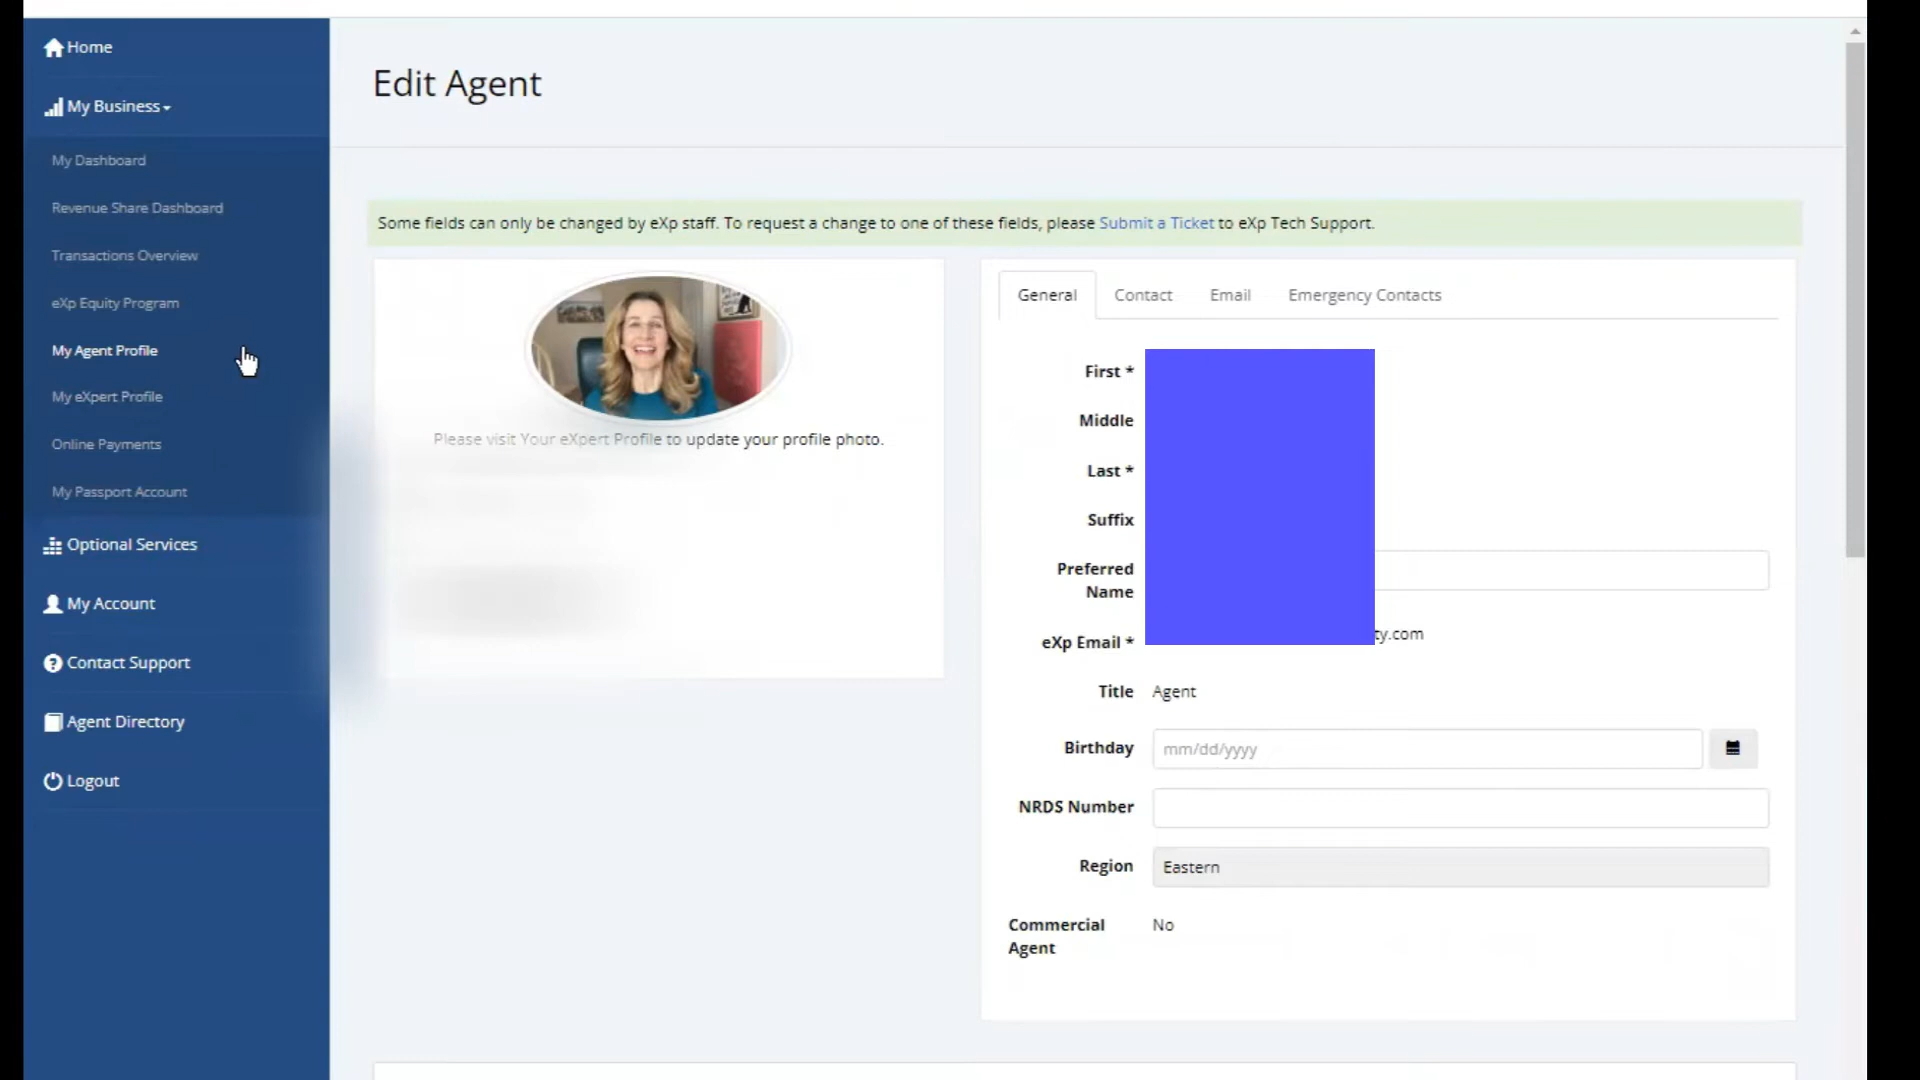 Home
My Business
My Dashboard
Revenue Share Dashboard
Transactions Overview
eXp Equity Program
My Agent Profile
My eXpert Profile
Online Payments
My Passport Account
Optional Services
My Account
Contact Support
Agent Directory
Logout
Edit Agent
Some fields can only be changed by eXp staff. To request a change to one of these fields, please Submit a Ticket to eXp Tech Support.
Please visit Your eXpert Profile to update your profile photo.
General Contact Email Emergency Contacts
First *
Middle
Last *
Suffix
Preferred
Name
eXp Email * ty.com
Title Agent
Birthday mm/dd/yyyy
NRDS Number
Region Eastern
Commercial No
Agent